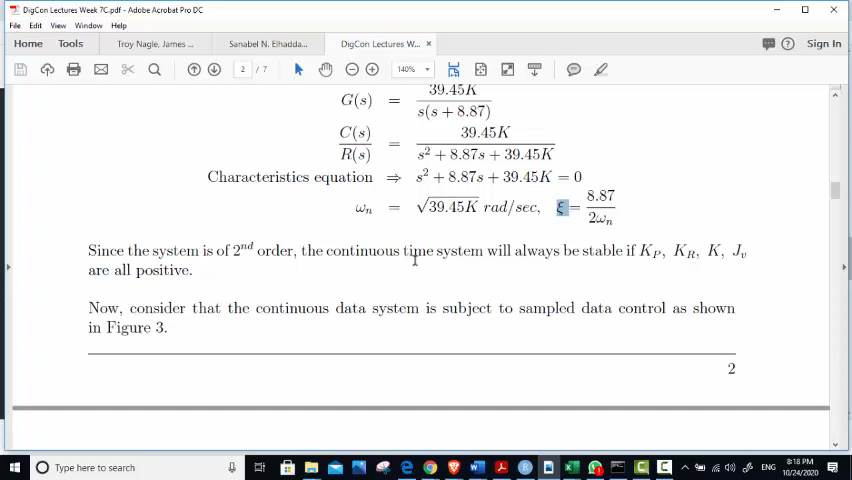 DigCon Lectures Week 7C.pdf - Adobe Acrobat Pro DC
File Edit View Window Help
Home Tools Troy Nagle, James ... Sanabel N. Elhadda... DigCon Lectures W... ×
Sign In
2 / 7 140%
G(s) = 39.45K / s(s + 8.87)
C(s) / R(s) = 39.45K / s² + 8.87s + 39.45K
Characteristics equation ⇒ s² + 8.87s + 39.45K = 0
ωn = √39.45K rad/sec, ξ = 8.87 / 2ωn
Since the system is of 2nd order, the continuous time system will always be stable if KP, KR, K, Jv
are all positive.
Now, consider that the continuous data system is subject to sampled data control as shown
in Figure 3.
2
Type here to search
ENG
8:18 PM
10/24/2020